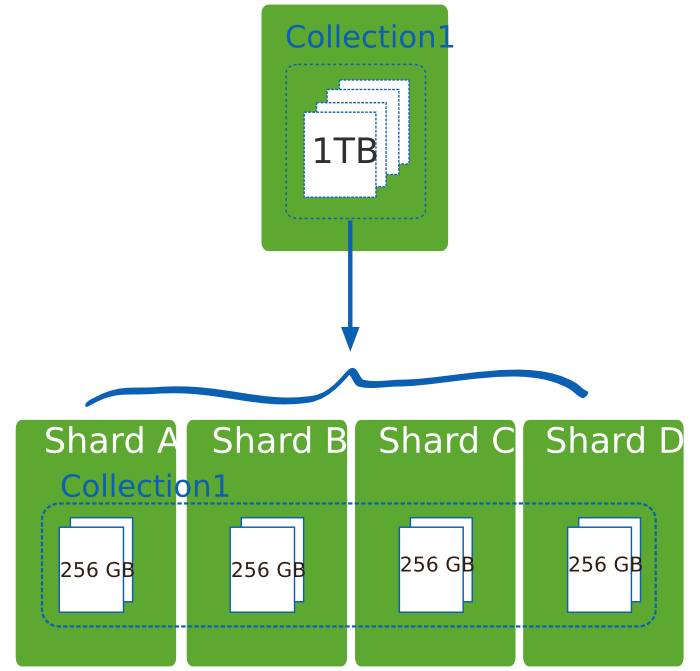 Collection1
1TB
Shard A
Shard B
Shard C
Shard D
Collection1
256 GB
256 GB
256 GB
256 GB